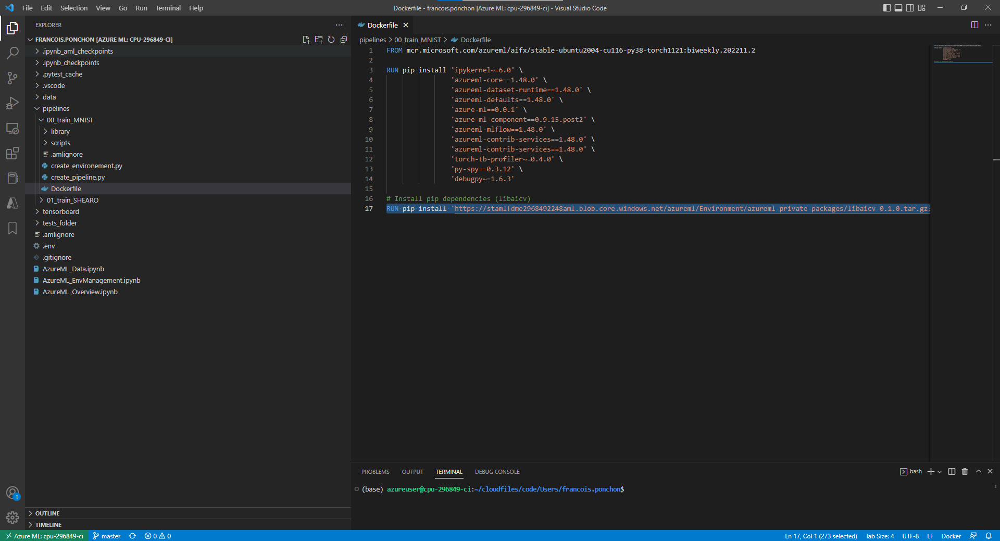 File Edit Selection View Go Run Terminal Help
Dockerfile - francois.ponchon [Azure ML: cpu-296849-ci] - Visual Studio Code
EXPLORER
FRANCOIS.PONCHON [AZURE ML: CPU-296849-CI]
.ipynb_aml_checkpoints
.ipynb_checkpoints
.pytest_cache
.vscode
data
pipelines
00_train_MNIST
library
scripts
.amlignore
create_environement.py
create_pipeline.py
Dockerfile
01_train_SHEARO
tensorboard
tests_folder
.amlignore
.env
.gitignore
AzureML_Data.ipynb
AzureML_EnvManagement.ipynb
AzureML_Overview.ipynb
OUTLINE
TIMELINE
Dockerfile
pipelines > 00_train_MNIST > Dockerfile
1 FROM mcr.microsoft.com/azureml/aifx/stable-ubuntu2004-cu116-py38-torch1121:biweekly.202211.2
2
3 RUN pip install 'ipykernel~=6.0' \
4 'azureml-core==1.48.0' \
5 'azureml-dataset-runtime==1.48.0' \
6 'azureml-defaults==1.48.0' \
7 'azure-ml==0.0.1' \
8 'azure-ml-component==0.9.15.post2' \
9 'azureml-mlflow==1.48.0' \
10 'azureml-contrib-services==1.48.0' \
11 'azureml-contrib-services==1.48.0' \
12 'torch-tb-profiler~=0.4.0' \
13 'py-spy==0.3.12' \
14 'debugpy~=1.6.3'
15
16 # Install pip dependencies (libaicv)
17 RUN pip install 'https://stamlfdme2968492248aml.blob.core.windows.net/azureml/Environment/azureml-private-packages/libaicv-0.1.0.tar.gz
PROBLEMS OUTPUT TERMINAL DEBUG CONSOLE
bash
(base) azureuser@cpu-296849-ci:~/cloudfiles/code/Users/francois.ponchon$
1
Azure ML: cpu-296849-ci master 0 0
Ln 17, Col 1 (273 selected) Tab Size: 4 UTF-8 LF Docker